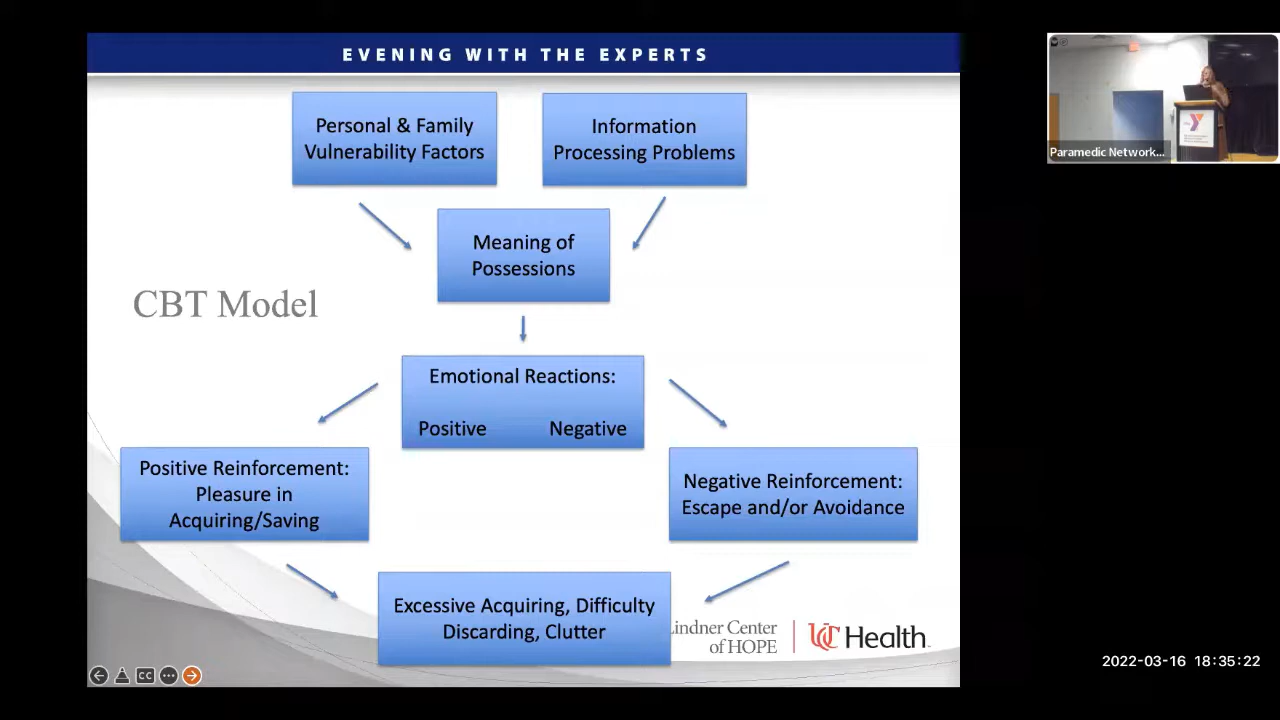 EVENING WITH THE EXPERTS
Personal & Family
Vulnerability Factors
Information
Processing Problems
Meaning of
Possessions
CBT Model
Emotional Reactions:
Positive Negative
Positive Reinforcement:
Pleasure in
Acquiring/Saving
Negative Reinforcement:
Escape and/or Avoidance
Excessive Acquiring, Difficulty
Discarding, Clutter
indner Center
of HOPE
UC Health
CC
Paramedic Network...
2022-03-16 18:35:22